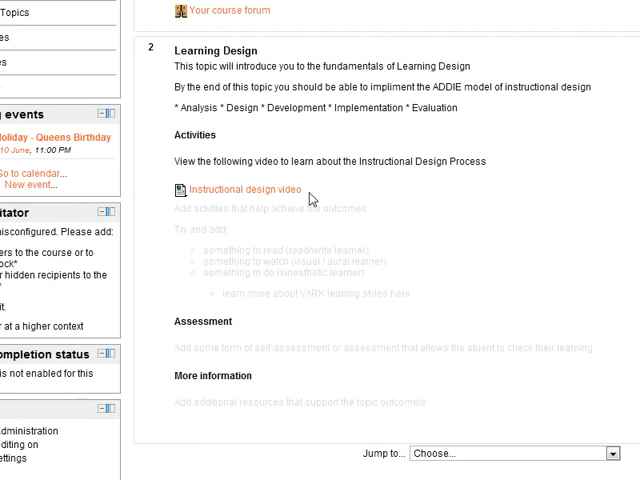 Topics
Your course forum
2
Learning Design
This topic will introduce you to the fundamentals of Learning Design
By the end of this topic you should be able to impliment the ADDIE model of instructional design
* Analysis * Design * Development * Implementation * Evaluation
Activities
View the following video to learn about the Instructional Design Process
Instructional design video
Add activities that help achieve the outcomes
Try and add:
something to read (read/write learner)
something to watch (visual / aural learner)
something to do (kinesthetic learner)
learn more about VARK leaning styles here
Assessment
Add some form of self-assessment or assessment that allows the stuent to check their learning
More information
Add additional resources that support the topic outcome/s
Jump to... Choose...
es
s
g events
oliday - Queens Birthday
10 June, 11:00 PM
Go to calendar...
New event...
itator
isconfigured. Please add:
ers to the course or to
ock*
r hidden recipients to the
it.
r at a higher context
ompletion status
is not enabled for this
dministration
diting on
ettings